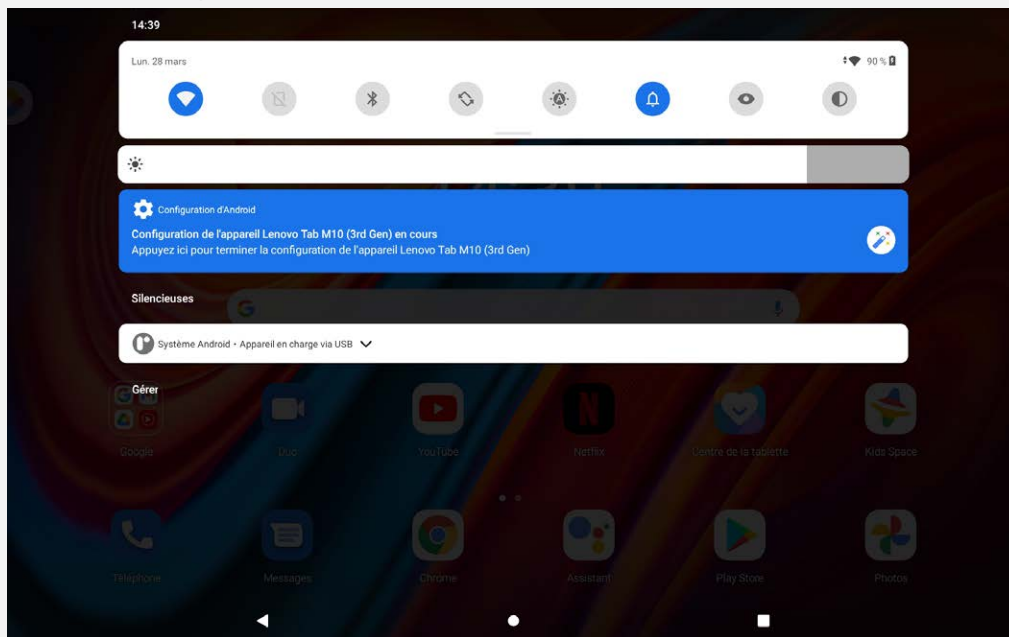 14:39
Lun. 28 mars
90 %
Configuration d'Android
Configuration de l'appareil Lenovo Tab M10 (3rd Gen) en cours
Appuyez ici pour terminer la configuration de l'appareil Lenovo Tab M10 (3rd Gen)
Silencieuses
Système Android • Appareil en charge via USB
Gérer
Google
Duo
YouTube
Netflix
Centre de la tablette
Kids Space
Téléphone
Messages
Chrome
Assistant
Play Store
Photos